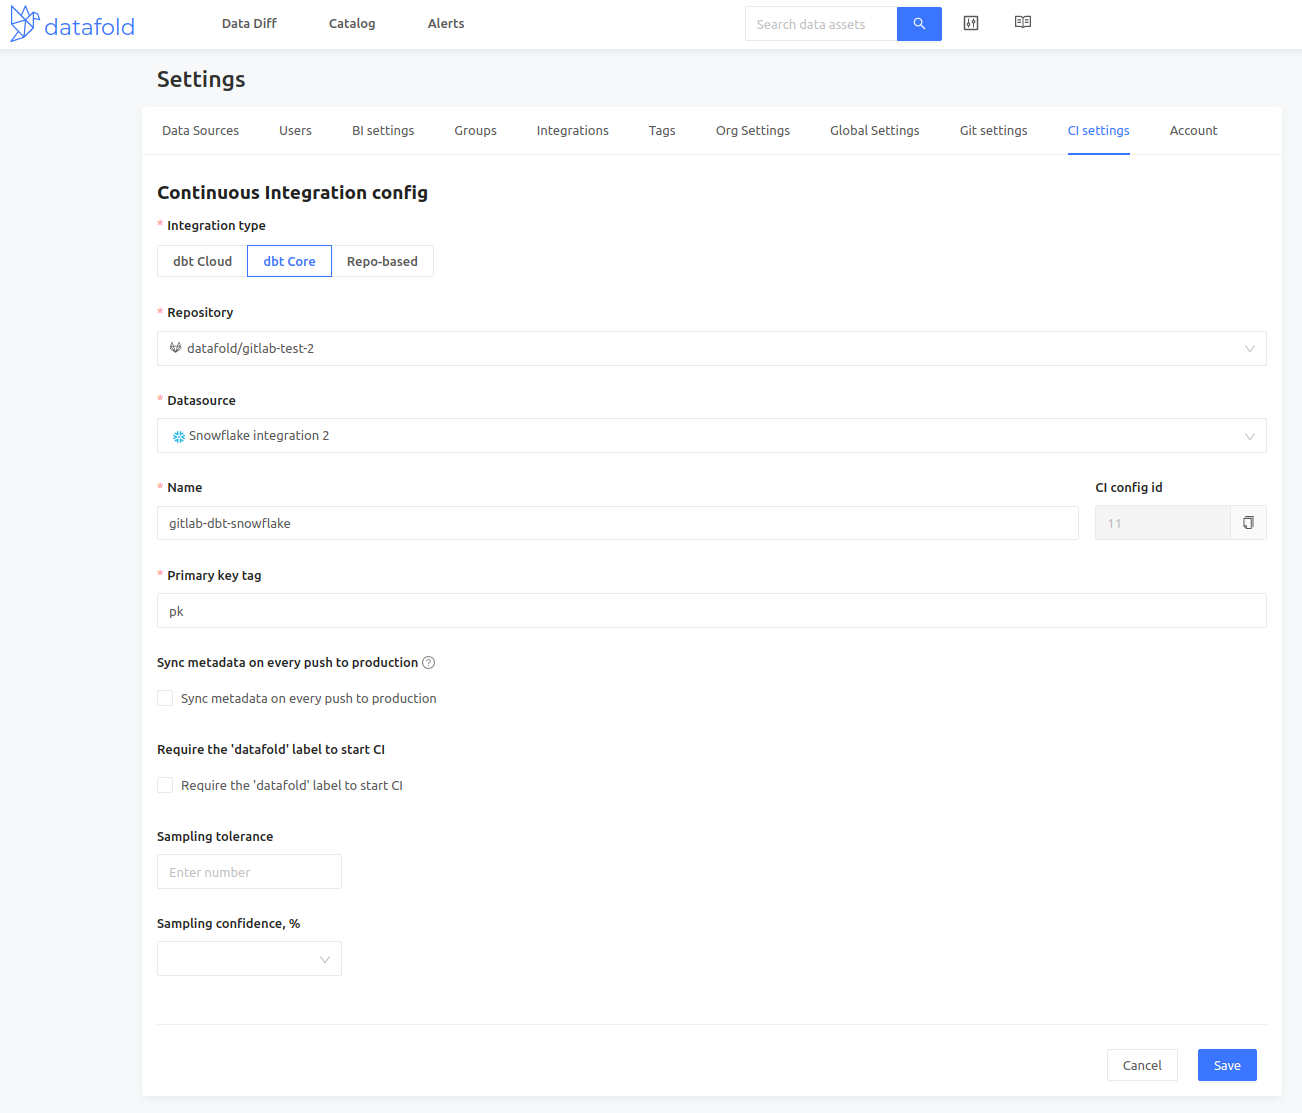 datafold
Data Diff Catalog Alerts Search data assets
Settings
Data Sources Users BI settings Groups Integrations Tags Org Settings Global Settings Git settings CI settings Account
Continuous Integration config
* Integration type
dbt Cloud dbt Core Repo-based
* Repository
datafold/gitlab-test-2
* Datasource
Snowflake integration 2
* Name CI config id
gitlab-dbt-snowflake 11
* Primary key tag
pk
Sync metadata on every push to production ?
Sync metadata on every push to production
Require the 'datafold' label to start CI
Require the 'datafold' label to start CI
Sampling tolerance
Enter number
Sampling confidence, %
Cancel Save